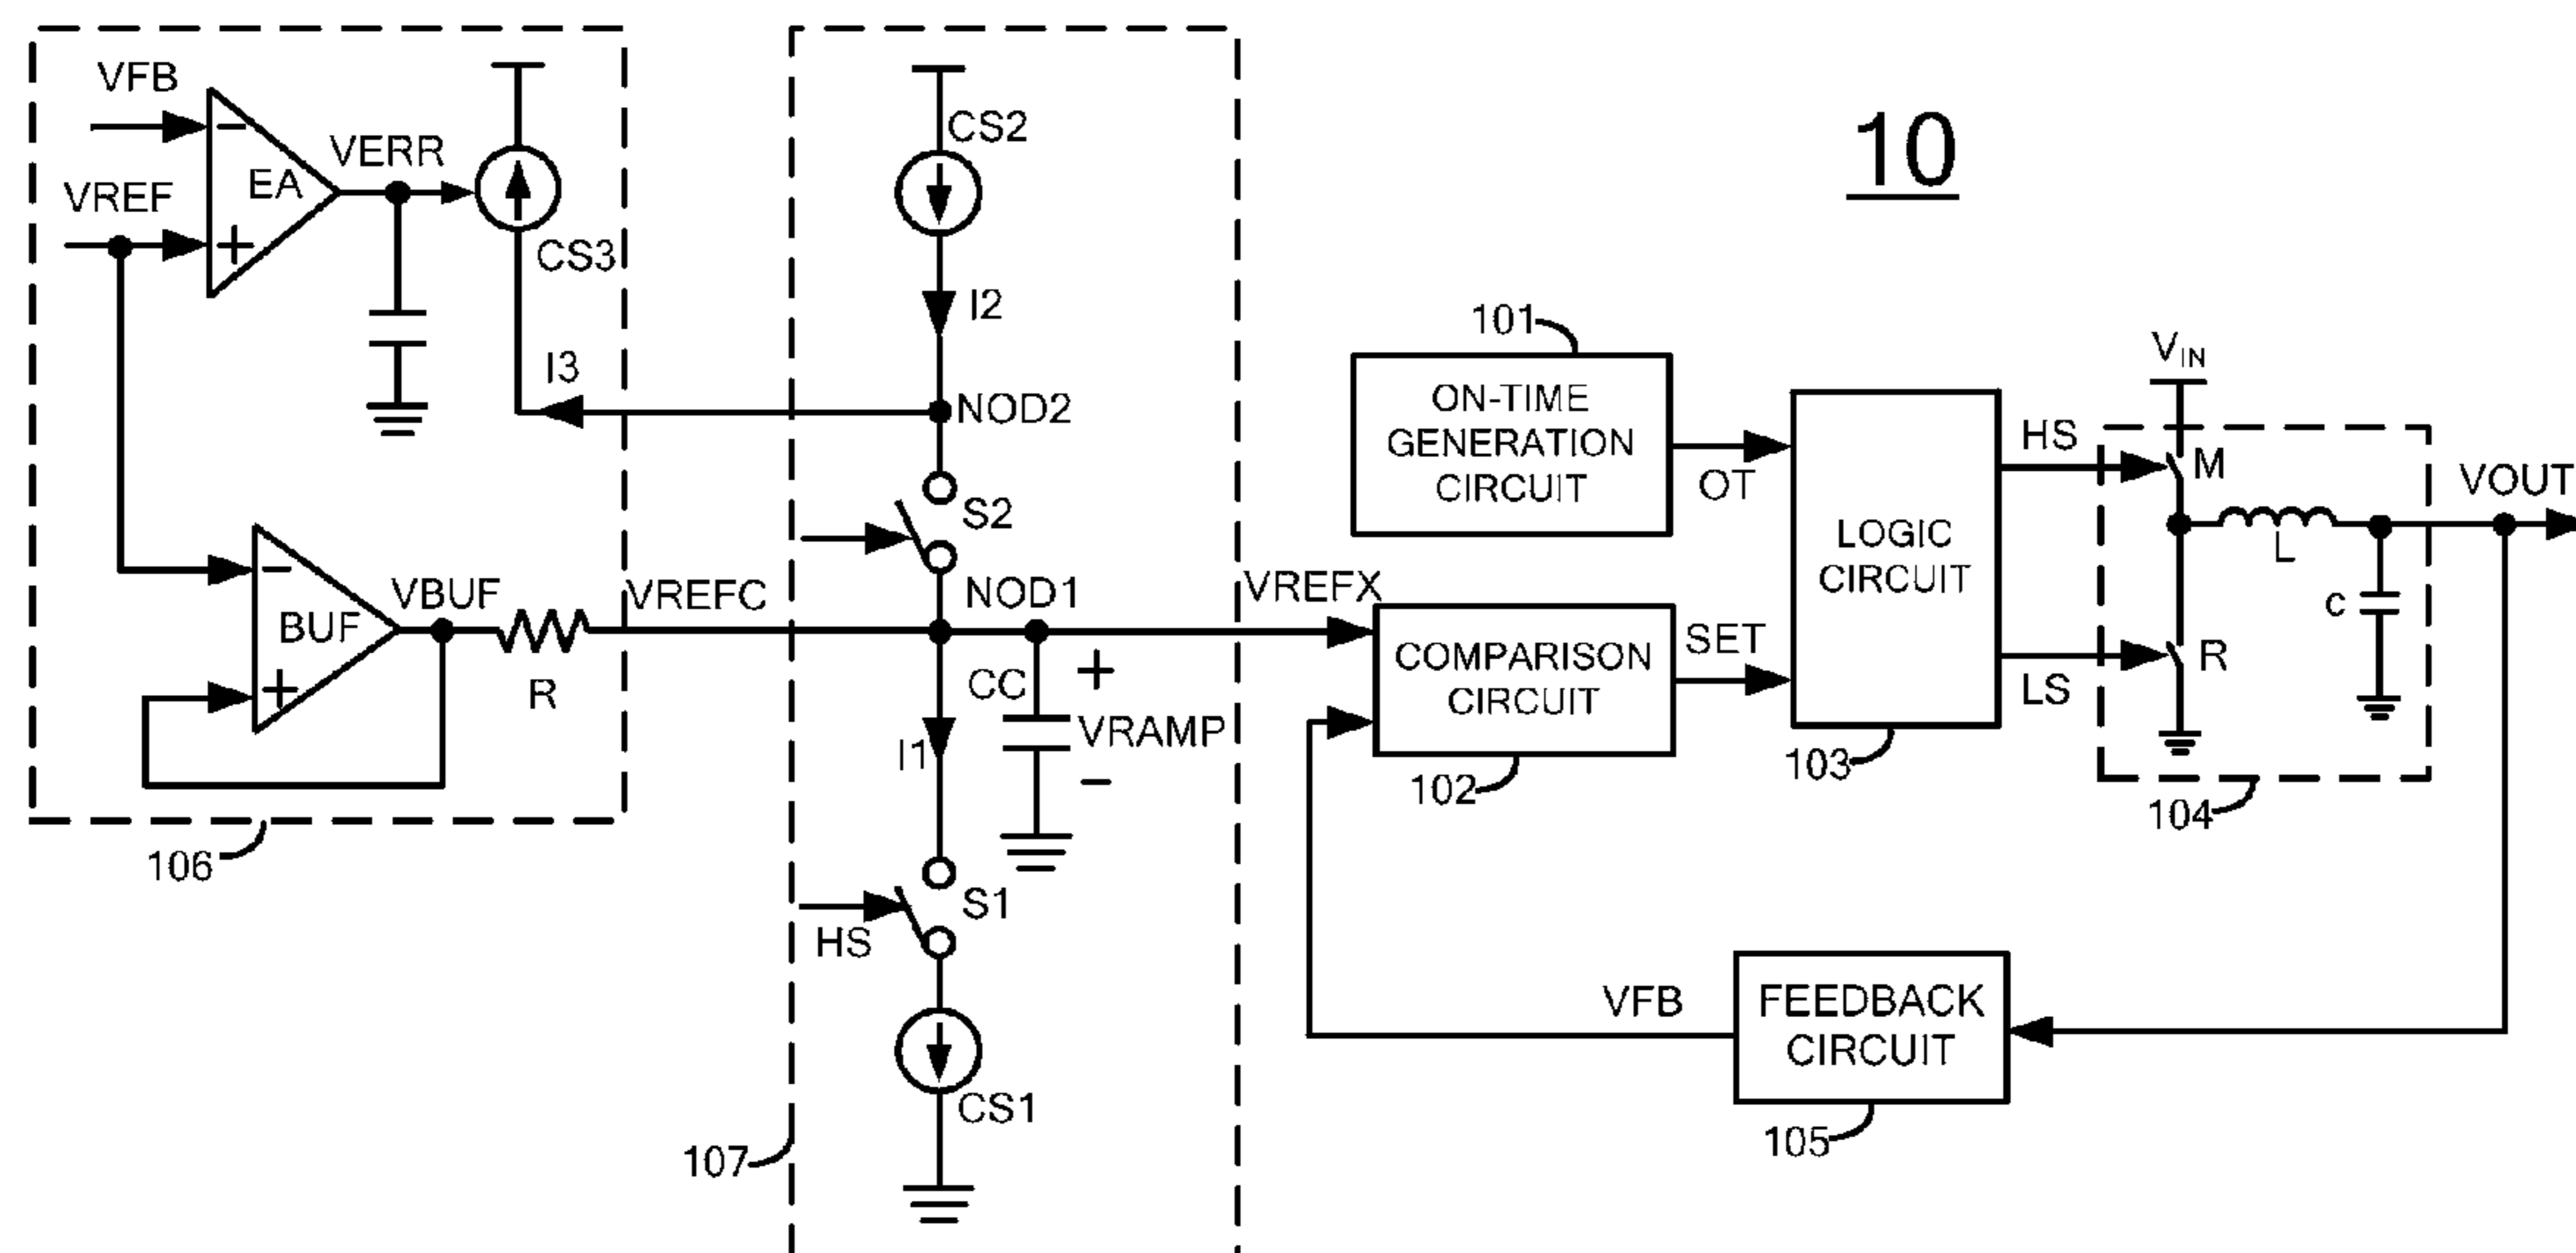 VFB
VREF
EA
VERR
CS3
I3
BUF
VBUF
R
VREFC
106
CS2
I2
NOD2
S2
NOD1
I1
CC
+
VRAMP
−
HS
S1
CS1
107
10
VREFX
101
ON-TIME
GENERATION
CIRCUIT
OT
COMPARISON
CIRCUIT
SET
102
LOGIC
CIRCUIT
103
HS
LS
VIN
M
R
L
c
104
VOUT
VFB
FEEDBACK
CIRCUIT
105